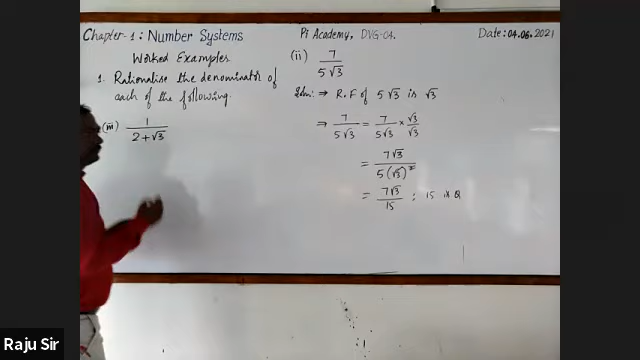 Chapter-1: Number Systems
Pi Academy, DVG-04.
Date: 04.06.2021
Worked Examples
1. Rationalise the denominator of
each of the following.
(iii) 1/(2+√3)
(ii) 7/(5√3)
Soln: ⇒ R.F of 5√3 is √3
⇒ 7/(5√3) = 7/(5√3) × √3/√3
= 7√3/(5(√3)²)
= 7√3/15 ; 15 is Q
Raju Sir